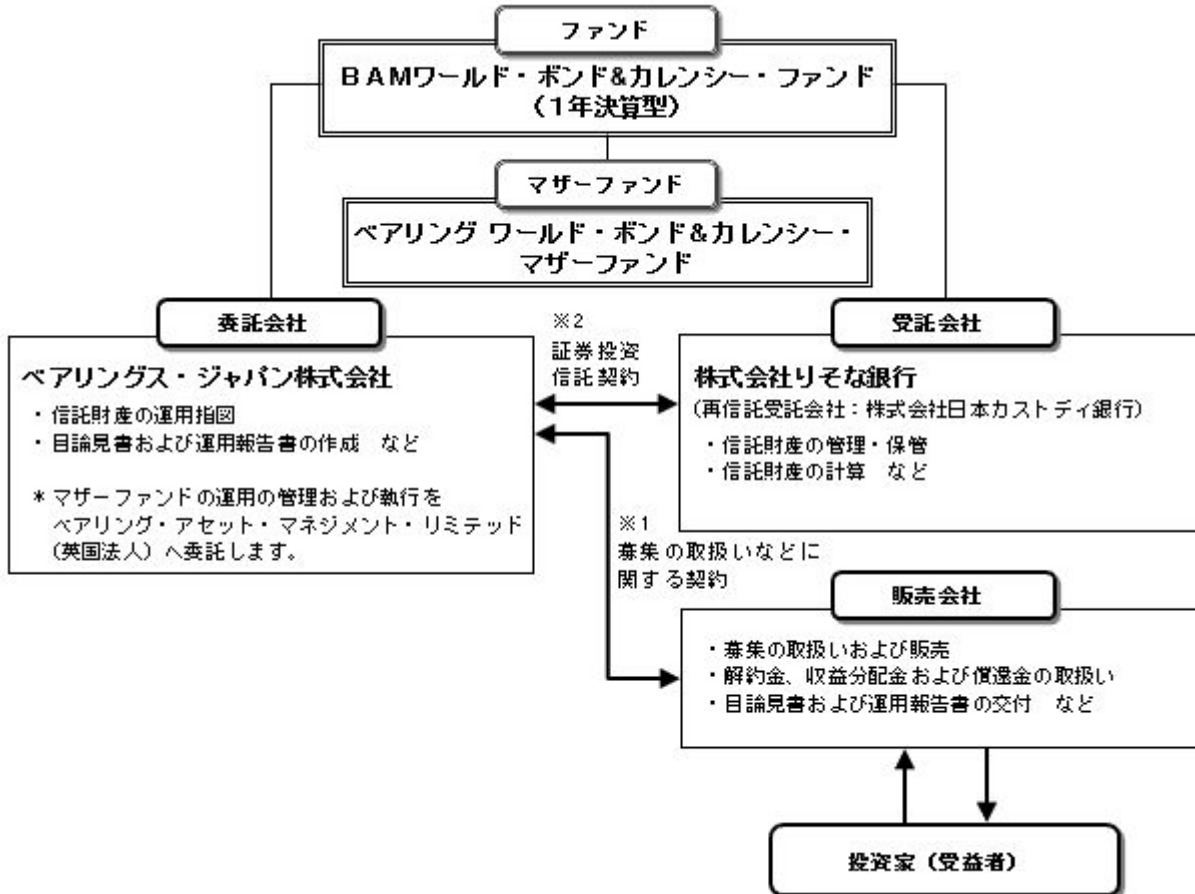 ファンド
BAMワールド・ボンド&カレンシー・ファンド
（1年決算型）
マザーファンド
ベアリング ワールド・ボンド&カレンシー・
マザーファンド
委託会社
ベアリングス・ジャパン株式会社
・信託財産の運用指図
・目論見書および運用報告書の作成　など
＊マザーファンドの運用の管理および執行を
ベアリング・アセット・マネジメント・リミテッド
（英国法人）へ委託します。
※2
証券投資
信託契約
受託会社
株式会社りそな銀行
（再信託受託会社：株式会社日本カストディ銀行）
・信託財産の管理・保管
・信託財産の計算　など
※1
募集の取扱いなどに
関する契約
販売会社
・募集の取扱いおよび販売
・解約金、収益分配金および償還金の取扱い
・目論見書および運用報告書の交付　など
投資家（受益者）